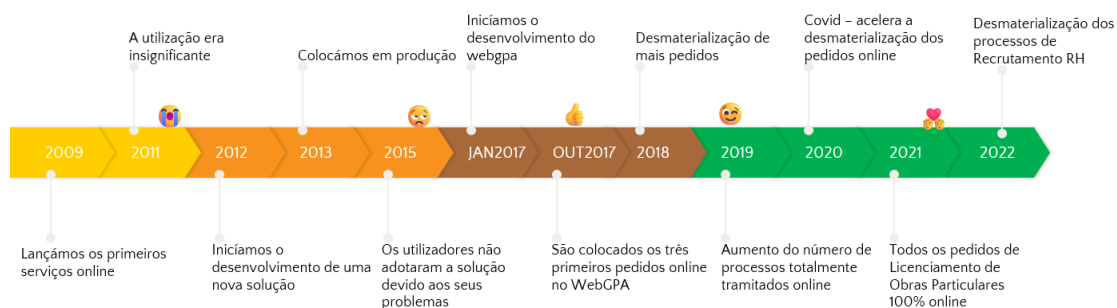 A utilização era
insignificante
Colocámos em produção
Inicíamos o
desenvolvimento do
webgpa
Desmaterialização de
mais pedidos
Covid – acelera a
desmaterialização dos
pedidos online
Desmaterialização dos
processos de
Recrutamento RH
2009
2011
2012
2013
2015
JAN2017
OUT2017
2018
2019
2020
2021
2022
Lançámos os primeiros
serviços online
Inicíamos o
desenvolvimento de uma
nova solução
Os utilizadores não
adotaram a solução
devido aos seus
problemas
São colocados os três
primeiros pedidos online
no WebGPA
Aumento do número de
processos totalmente
tramitados online
Todos os pedidos de
Licenciamento de
Obras Particulares
100% online